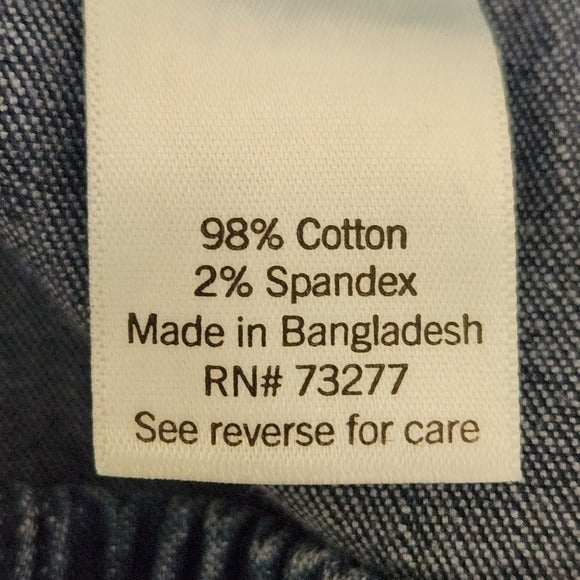 98% Cotton
2% Spandex
Made in Bangladesh
RN# 73277
See reverse for care